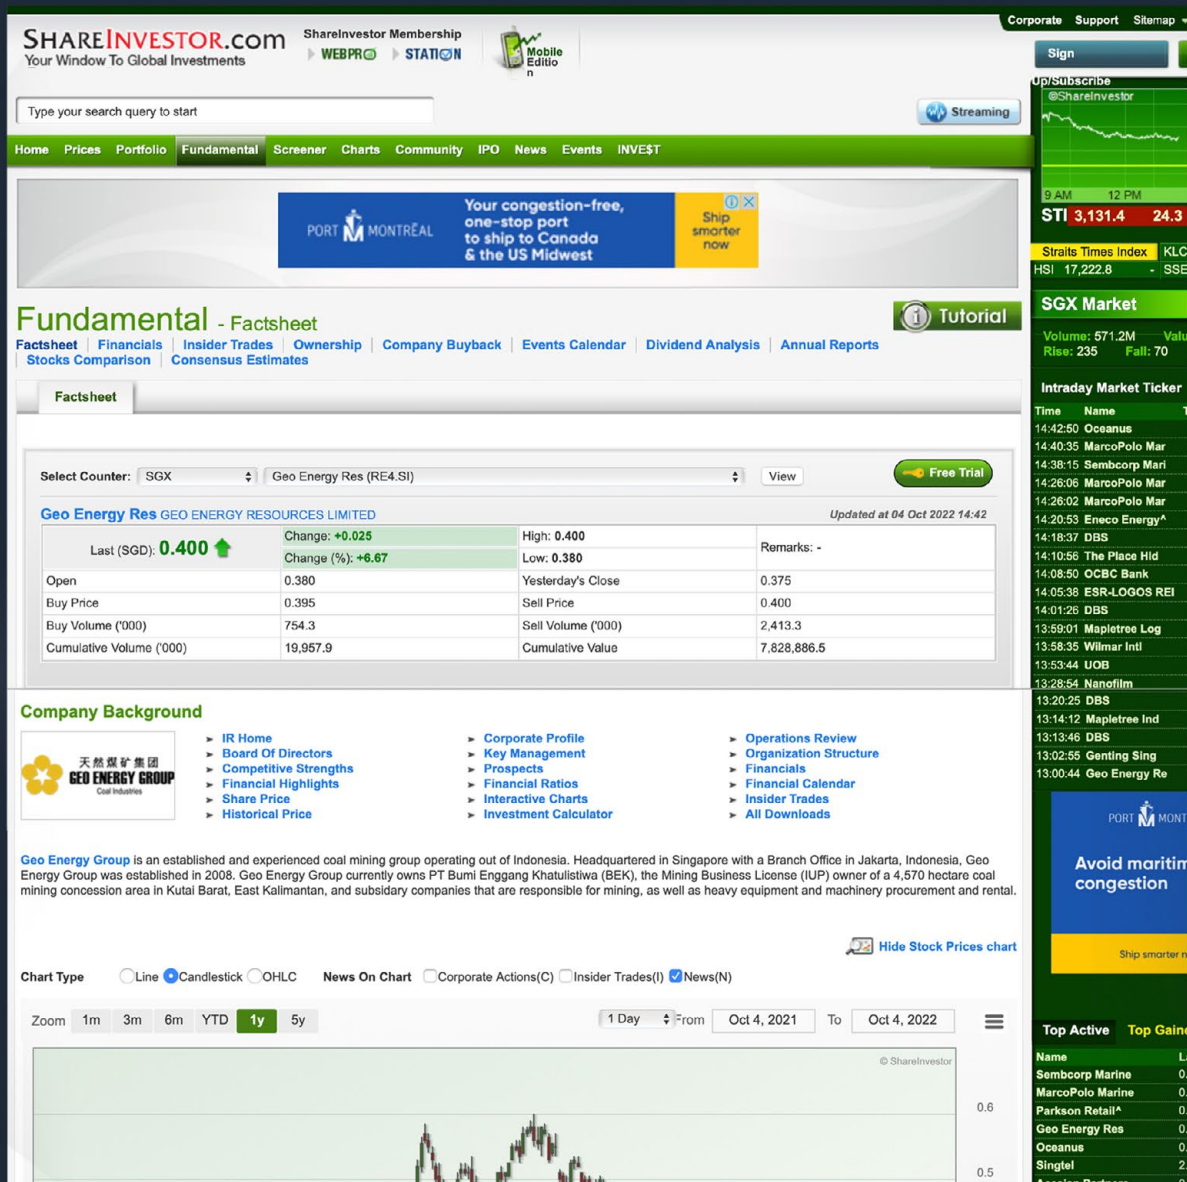 Corporate Support Sitemap
SHAREINVESTOR.com
Your Window To Global Investments
ShareInvestor Membership
WEBPRO STATION
Mobile
Editio
n
Sign
Up/Subscribe
Type your search query to start
Streaming
@ShareInvestor
Home Prices Portfolio Fundamental Screener Charts Community IPO News Events INVE$T
9 AM 12 PM
STI 3,131.4 24.3
PORT MONTRÉAL
Your congestion-free,
one-stop port
to ship to Canada
& the US Midwest
Ship
smarter
now
Straits Times Index KLC
HSI 17,222.8 - SSE
Fundamental - Factsheet
Tutorial
Factsheet Financials Insider Trades Ownership Company Buyback Events Calendar Dividend Analysis Annual Reports
Stocks Comparison Consensus Estimates
Factsheet
SGX Market
Volume: 571.2M Valu
Rise: 235 Fall: 70
Intraday Market Ticker
Time Name T
14:42:50 Oceanus
14:40:35 MarcoPolo Mar
14:38:15 Sembcorp Mari
14:26:06 MarcoPolo Mar
14:26:02 MarcoPolo Mar
14:20:53 Eneco Energy^
14:18:37 DBS
14:10:56 The Place Hld
14:08:50 OCBC Bank
14:05:38 ESR-LOGOS REI
14:01:26 DBS
13:59:01 Mapletree Log
13:58:35 Wilmar Intl
13:53:44 UOB
13:28:54 Nanofilm
13:20:25 DBS
13:14:12 Mapletree Ind
13:13:46 DBS
13:02:55 Genting Sing
13:00:44 Geo Energy Re
Select Counter: SGX Geo Energy Res (RE4.SI) View Free Trial
Geo Energy Res GEO ENERGY RESOURCES LIMITED Updated at 04 Oct 2022 14:42
Last (SGD): 0.400 Change: +0.025 High: 0.400 Remarks: -
Change (%): +6.67 Low: 0.380
Open 0.380 Yesterday's Close 0.375
Buy Price 0.395 Sell Price 0.400
Buy Volume ('000) 754.3 Sell Volume ('000) 2,413.3
Cumulative Volume ('000) 19,957.9 Cumulative Value 7,828,886.5
Company Background
天然煤矿集团
GEO ENERGY GROUP
Coal Industries
IR Home Corporate Profile Operations Review
Board Of Directors Key Management Organization Structure
Competitive Strengths Prospects Financials
Financial Highlights Financial Ratios Financial Calendar
Share Price Interactive Charts Insider Trades
Historical Price Investment Calculator All Downloads
PORT MONT
Avoid maritim
congestion
Ship smarter n
Geo Energy Group is an established and experienced coal mining group operating out of Indonesia. Headquartered in Singapore with a Branch Office in Jakarta, Indonesia, Geo
Energy Group was established in 2008. Geo Energy Group currently owns PT Bumi Enggang Khatulistiwa (BEK), the Mining Business License (IUP) owner of a 4,570 hectare coal
mining concession area in Kutai Barat, East Kalimantan, and subsidary companies that are responsible for mining, as well as heavy equipment and machinery procurement and rental.
Hide Stock Prices chart
Chart Type Line Candlestick OHLC News On Chart Corporate Actions(C) Insider Trades(I) News(N)
Zoom 1m 3m 6m YTD 1y 5y 1 Day From Oct 4, 2021 To Oct 4, 2022
© ShareInvestor
0.6
0.5
Top Active Top Gaine
Name La
Sembcorp Marine 0.
MarcoPolo Marine 0.
Parkson Retail^ 0.
Geo Energy Res 0.
Oceanus 0.
Singtel 2.